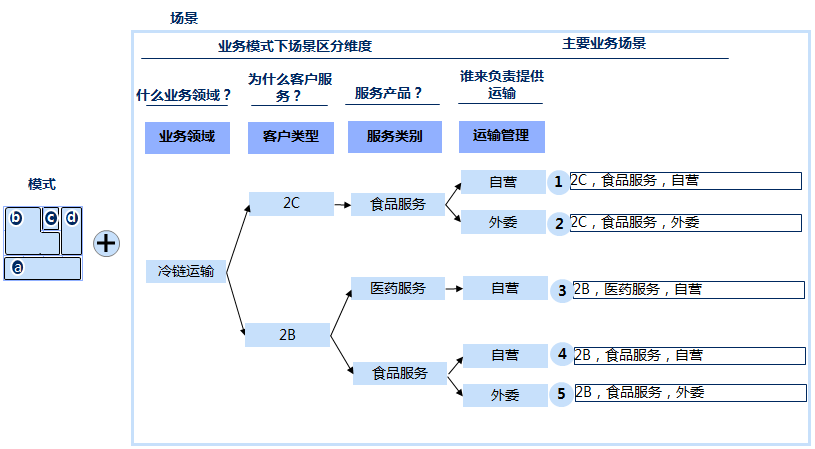 场景
业务模式下场景区分维度
主要业务场景
什么业务领域？
为什么客户服
务？
服务产品？
谁来负责提供
运输
业务领域
客户类型
服务类别
运输管理
模式
b
c
d
a
冷链运输
2C
食品服务
自营
1
2C，食品服务，自营
外委
2
2C，食品服务，外委
2B
医药服务
自营
3
2B，医药服务，自营
食品服务
自营
4
2B，食品服务，自营
外委
5
2B，食品服务，外委